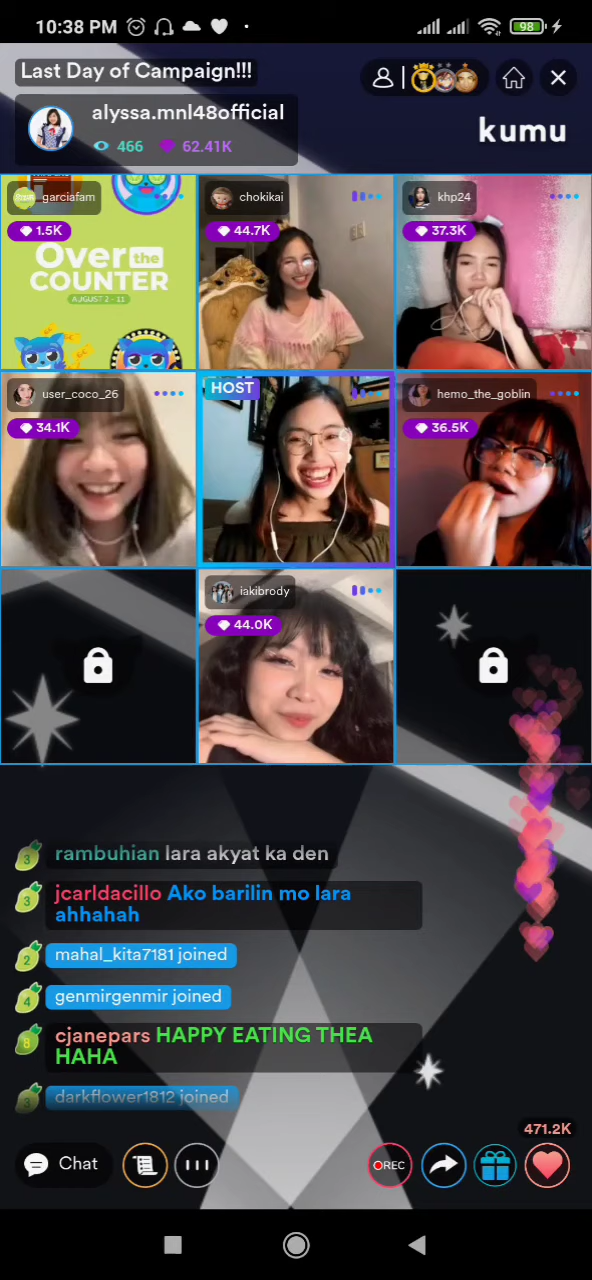 10:38 PM
98
Last Day of Campaign!!!
alyssa.mnl48official
466
62.41K
kumu
garciafam
1.5K
Over the
COUNTER
AUGUST 2 - 11
chokikai
44.7K
khp24
37.3K
user_coco_26
34.1K
HOST
hemo_the_goblin
36.5K
iakibrody
44.0K
3
rambuhian lara akyat ka den
3
jcarldacillo Ako barilin mo lara
ahhahah
2
mahal_kita7181 joined
4
genmirgenmir joined
8
cjanepars HAPPY EATING THEA
HAHA
3
darkflower1812 joined
471.2K
Chat
REC